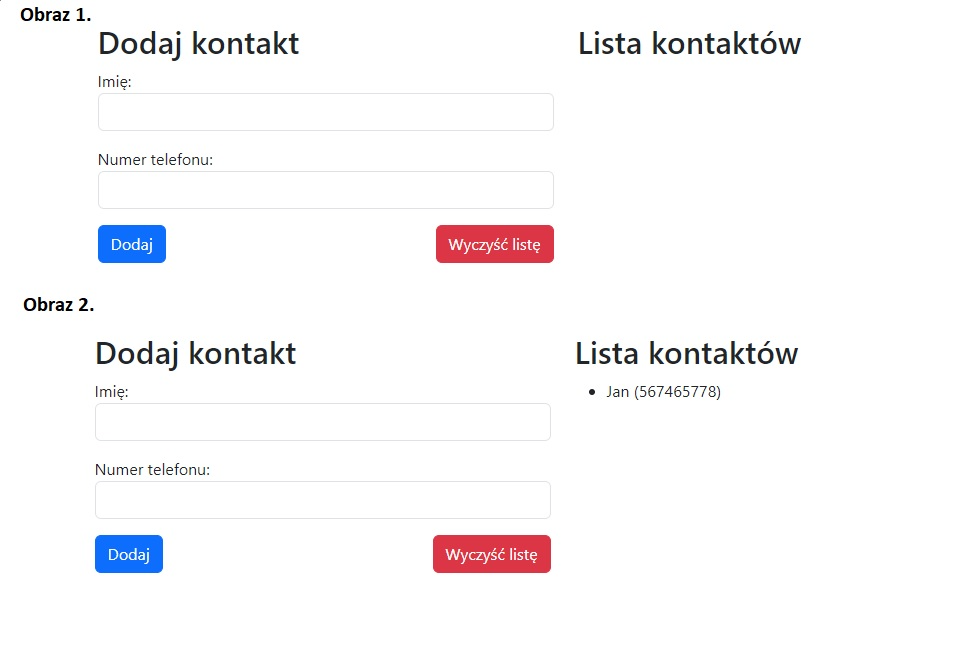 Obraz 1.
Dodaj kontakt
Imię:
Numer telefonu:
Dodaj
Wyczyść listę
Lista kontaktów
Obraz 2.
Dodaj kontakt
Imię:
Numer telefonu:
Dodaj
Wyczyść listę
Lista kontaktów
• Jan (567465778)